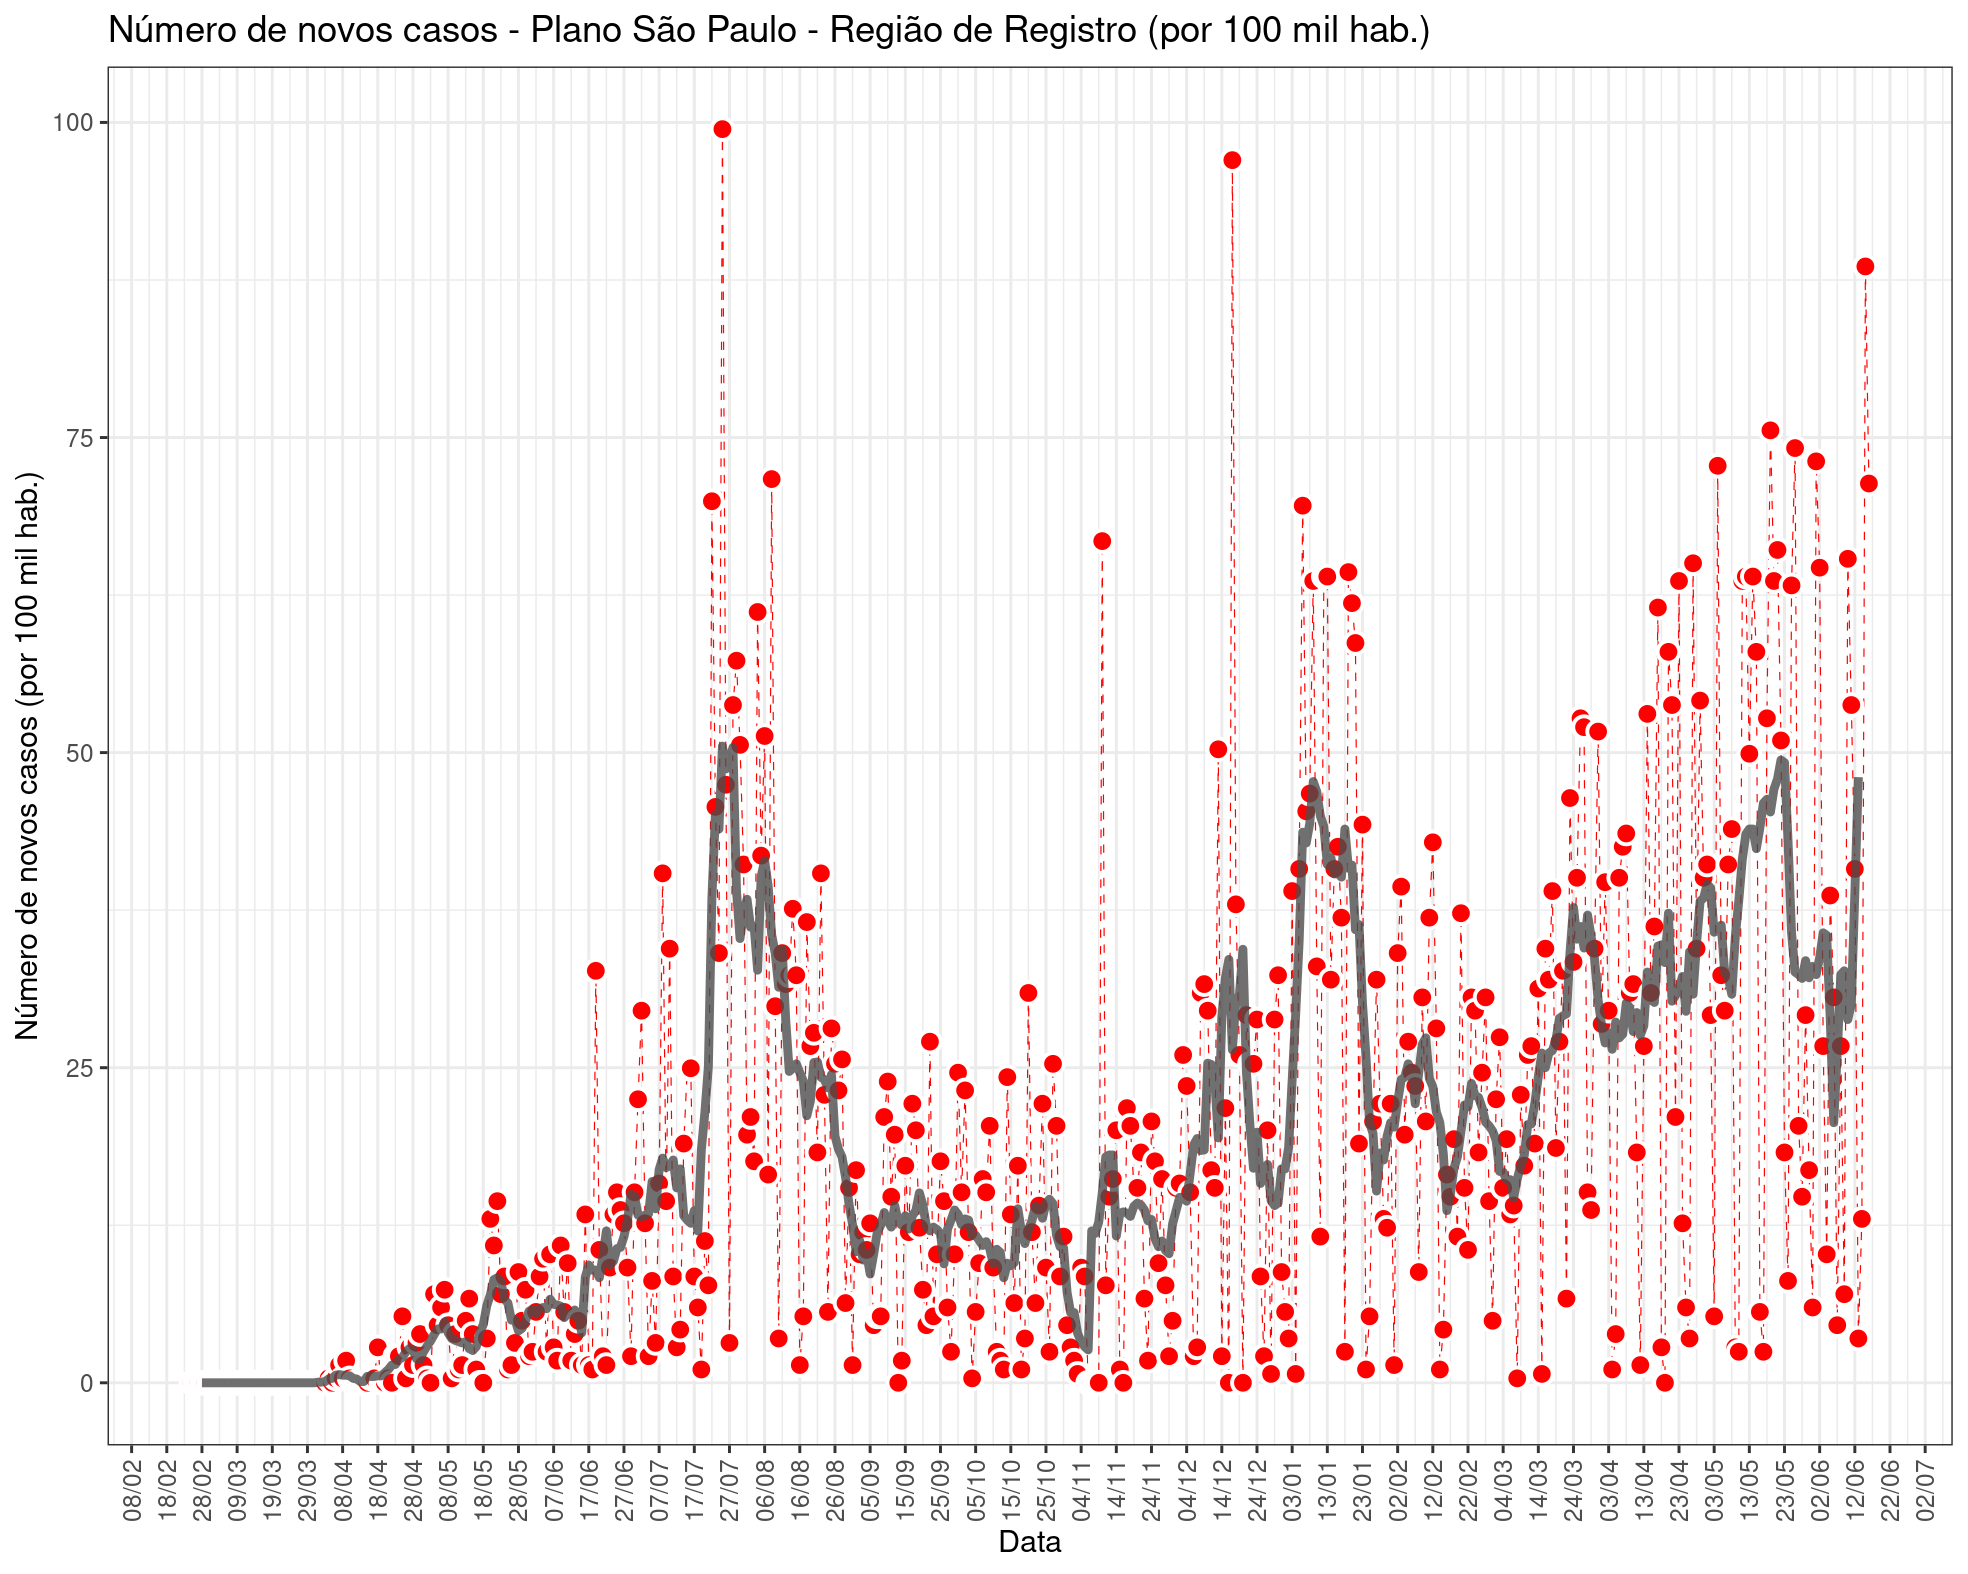 Número de novos casos - Plano São Paulo - Região de Registro (por 100 mil hab.)
Número de novos casos (por 100 mil hab.)
100
75
50
25
0
08/02 18/02 28/02 09/03 19/03 29/03 08/04 18/04 28/04 08/05 18/05 28/05 07/06 17/06 27/06 07/07 17/07 27/07 06/08 16/08 26/08 05/09 15/09 25/09 05/10 15/10 25/10 04/11 14/11 24/11 04/12 14/12 24/12 03/01 13/01 23/01 02/02 12/02 22/02 04/03 14/03 24/03 03/04 13/04 23/04 03/05 13/05 23/05 02/06 12/06 22/06 02/07
Data